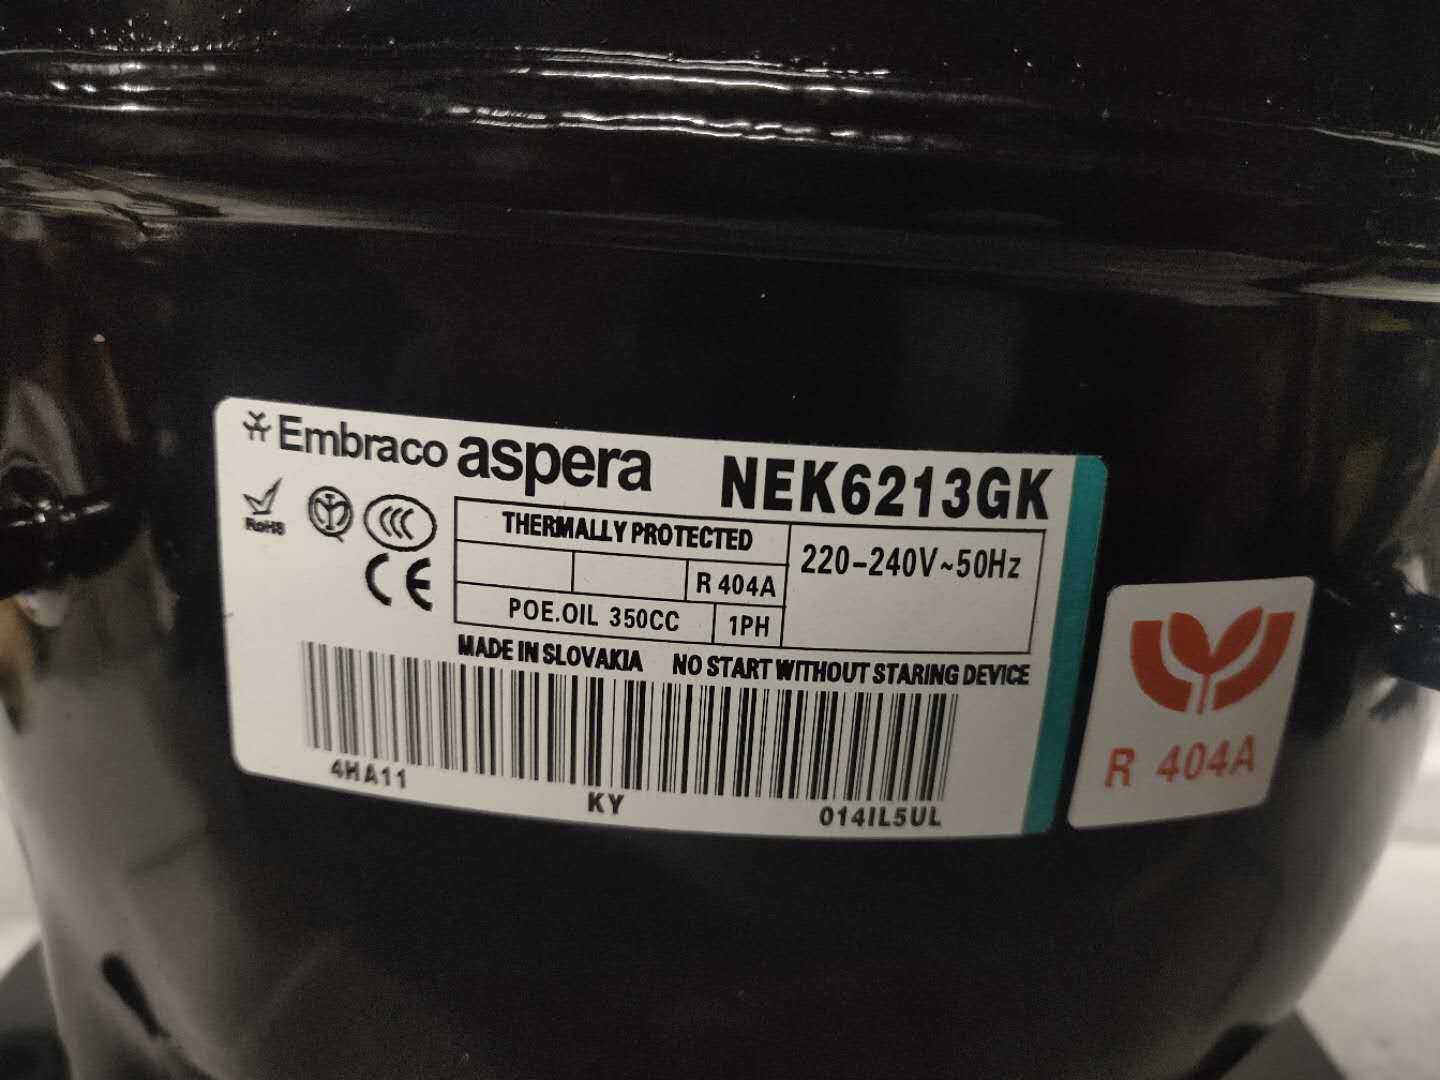 Embraco aspera NEK6213GK
RoHS
CCC
CE
THERMALLY PROTECTED
220-240V~50Hz
R 404A
POE.OIL 350CC
1PH
MADE IN SLOVAKIA NO START WITHOUT STARING DEVICE
4HA11 KY 014IL5UL
R 404A